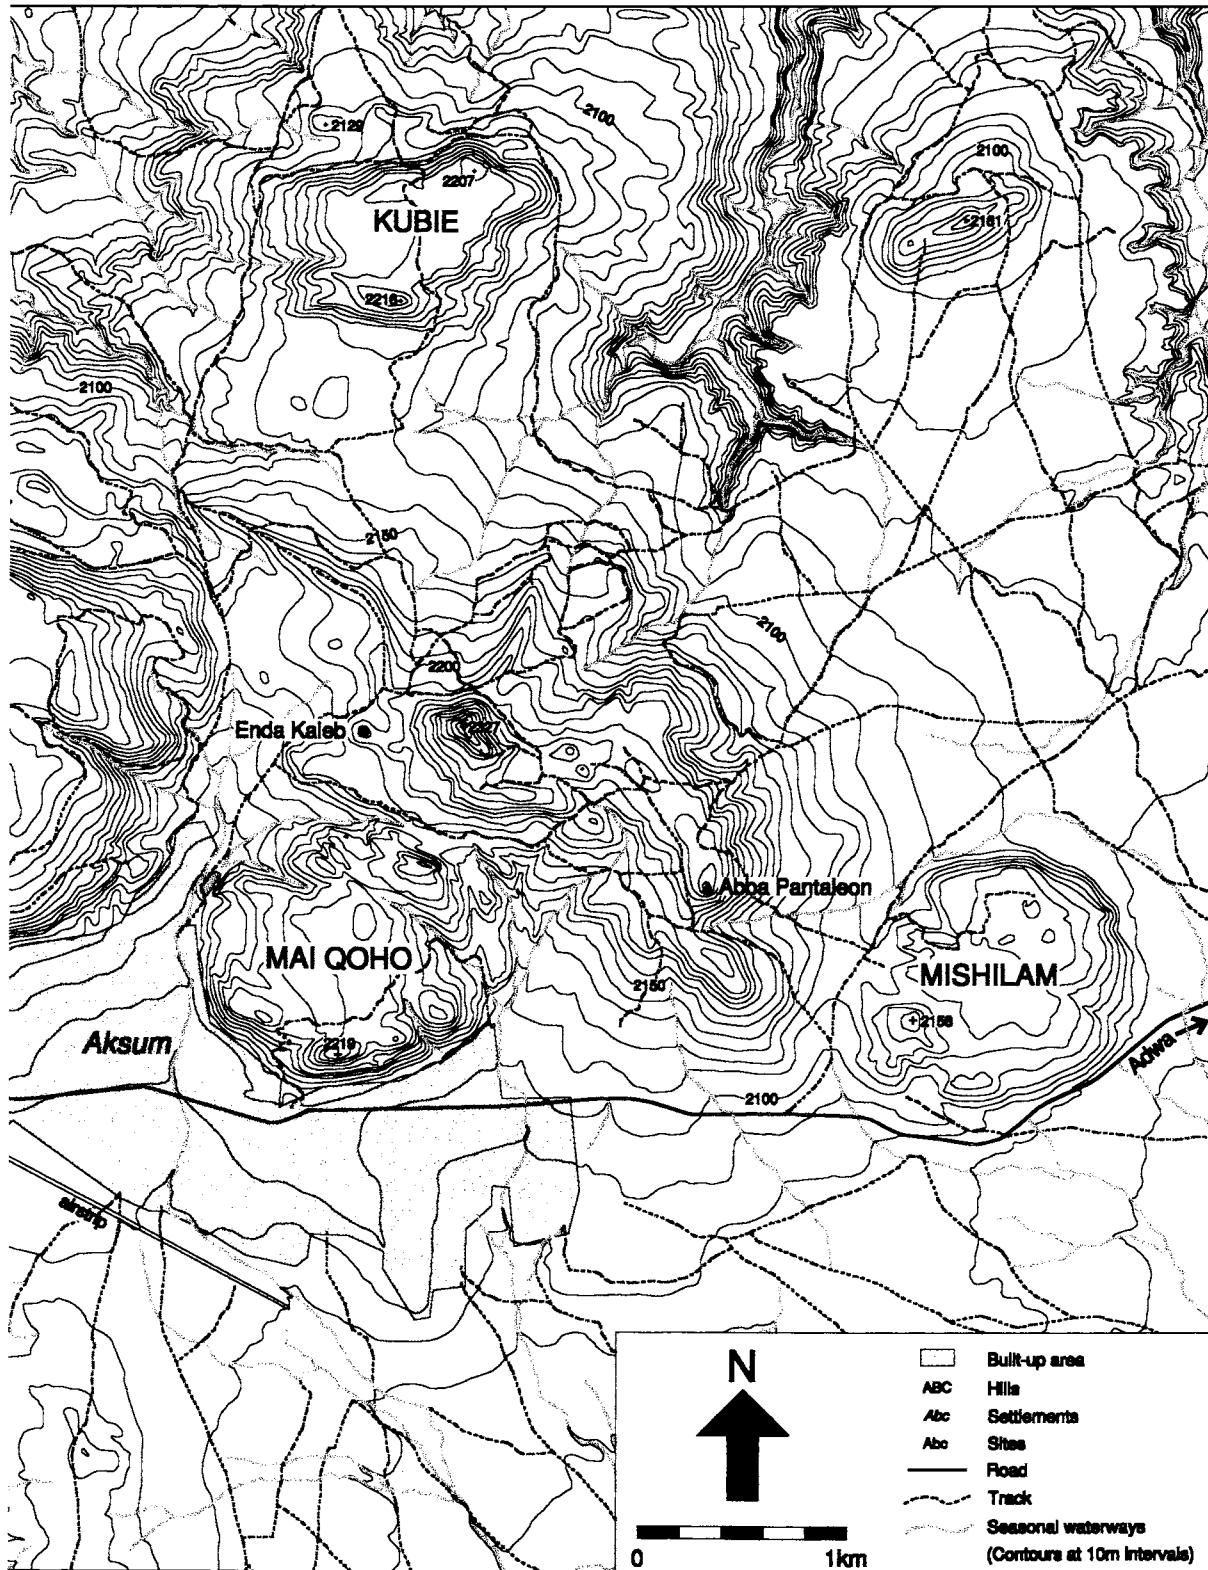 2100
2129
2100
2207
KUBIE
2181
2216
2100
2150
2100
2200
Enda Kaleb
2327
Abba Pantaleon
MAI QOHO
MISHILAM
2150
2158
Aksum
2219
Adwa
2100
airstrip
N
Built-up area
ABC Hills
Abc Settlements
Abc Sites
Road
Track
Seasonal waterways
(Contours at 10m intervals)
0 1km